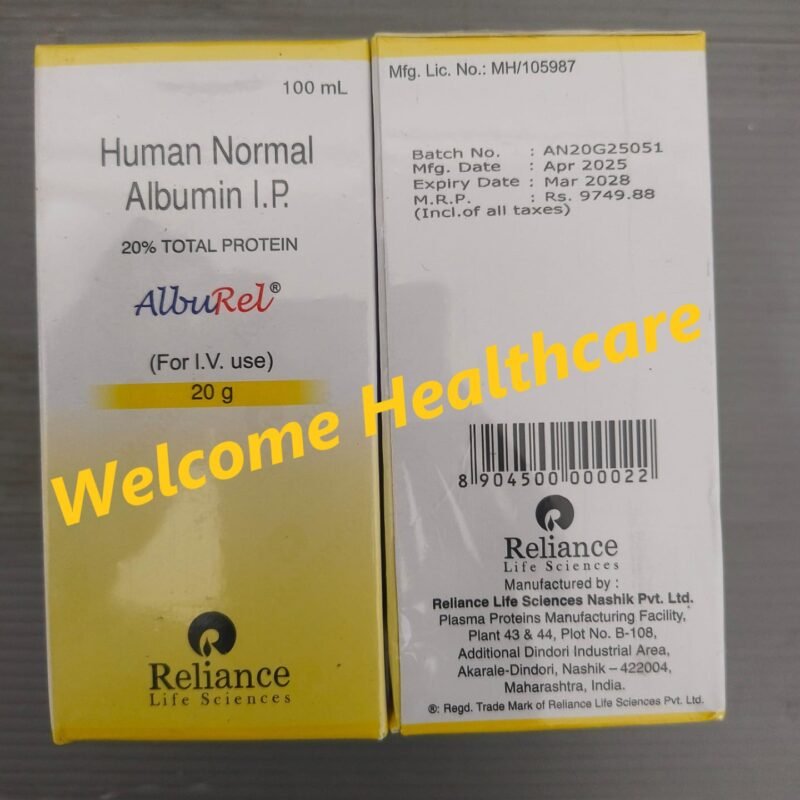 100 mL
Human Normal
Albumin I.P.
20% TOTAL PROTEIN
AlbuRel®
(For I.V. use)
20 g
Reliance
Life Sciences
Mfg. Lic. No.: MH/105987
Batch No. : AN20G25051
Mfg. Date : Apr 2025
Expiry Date : Mar 2028
M.R.P. : Rs. 9749.88
(Incl.of all taxes)
8 904500 000022
Reliance
Life Sciences
Manufactured by :
Reliance Life Sciences Nashik Pvt. Ltd.
Plasma Proteins Manufacturing Facility,
Plant 43 & 44, Plot No. B-108,
Additional Dindori Industrial Area,
Akarale-Dindori, Nashik – 422004,
Maharashtra, India.
®: Regd. Trade Mark of Reliance Life Sciences Pvt. Ltd.
Welcome Healthcare